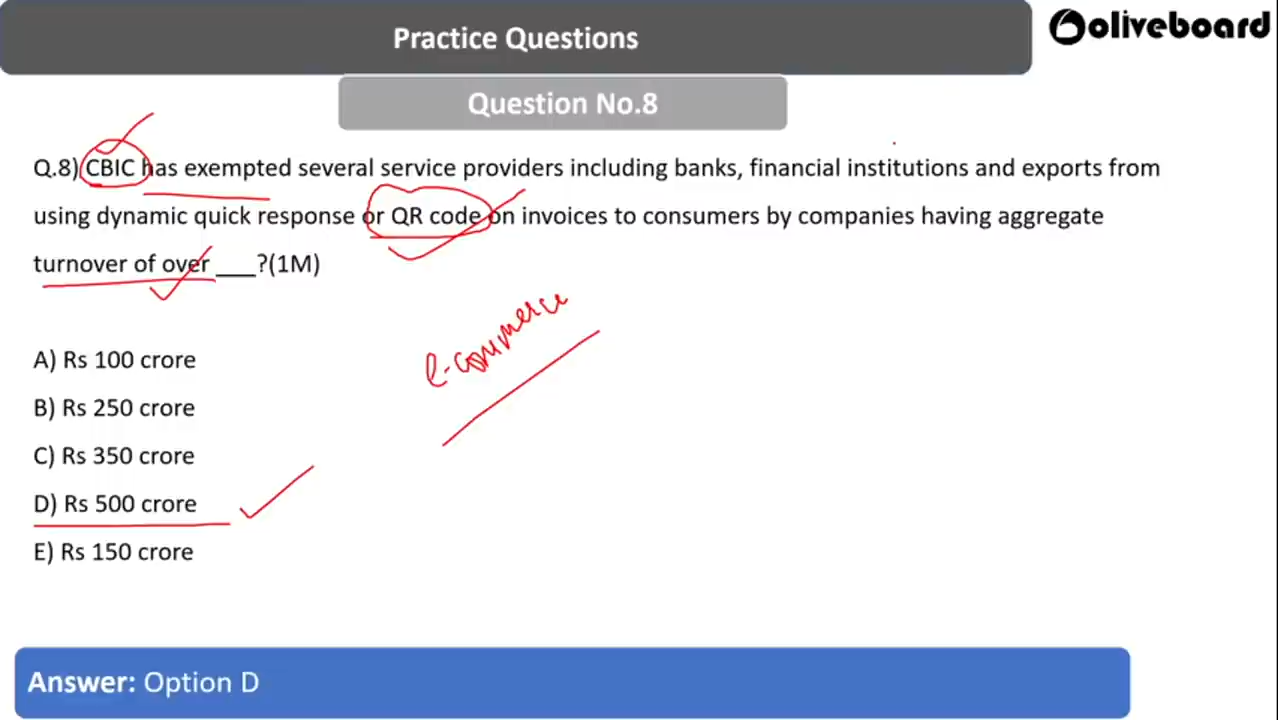 Practice Questions
oliveboard
Question No.8
Q.8) CBIC has exempted several service providers including banks, financial institutions and exports from
using dynamic quick response or QR code on invoices to consumers by companies having aggregate
turnover of over ___?(1M)
e-commerce
A) Rs 100 crore
B) Rs 250 crore
C) Rs 350 crore
D) Rs 500 crore
E) Rs 150 crore
Answer: Option D